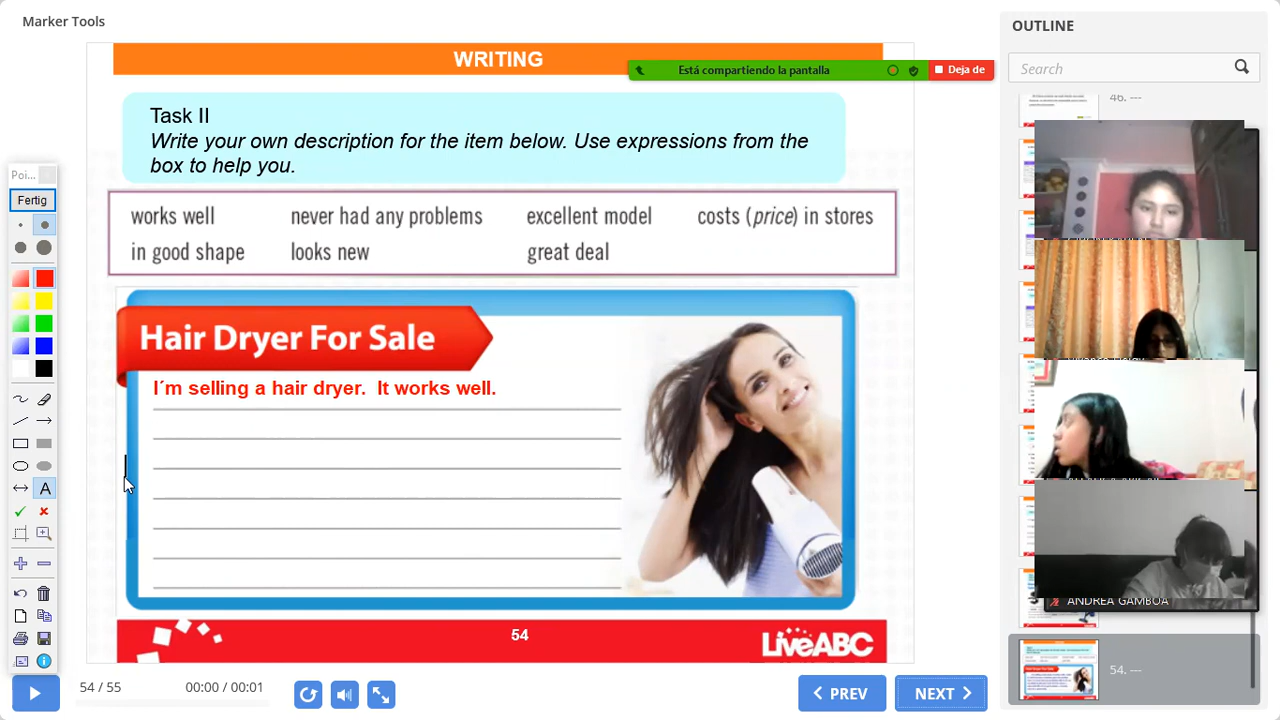 Marker Tools
OUTLINE
WRITING
Está compartiendo la pantalla
Deja de
Search
46. ---
Task II
Write your own description for the item below. Use expressions from the
box to help you.
Poi...
Fertig
works well never had any problems excellent model costs (price) in stores
in good shape looks new great deal
Hair Dryer For Sale
I´m selling a hair dryer. It works well.
A
ANDREA GAMBOA
54
LiveABC
54. ---
54 / 55
00:00 / 00:01
PREV
NEXT